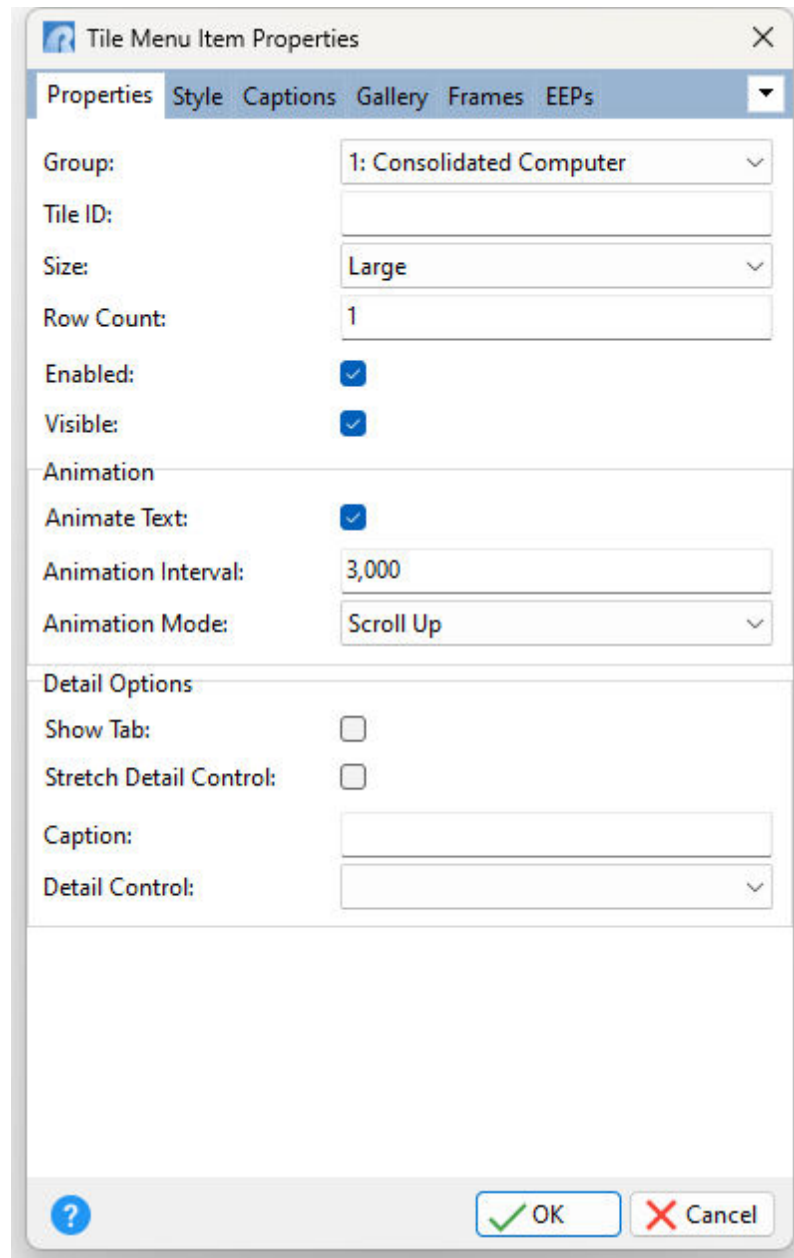 Tile Menu Item Properties
Properties Style Captions Gallery Frames EEPs
Group: 1: Consolidated Computer
Tile ID:
Size: Large
Row Count: 1
Enabled:
Visible:
Animation
Animate Text:
Animation Interval: 3,000
Animation Mode: Scroll Up
Detail Options
Show Tab:
Stretch Detail Control:
Caption:
Detail Control:
? OK Cancel